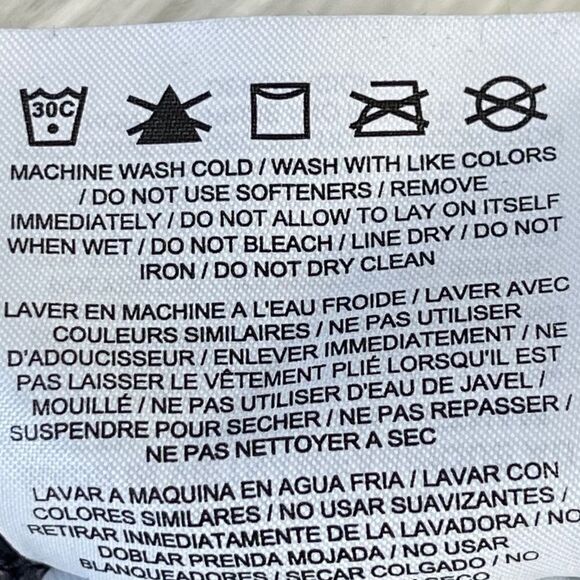 30C
MACHINE WASH COLD / WASH WITH LIKE COLORS
/ DO NOT USE SOFTENERS / REMOVE
IMMEDIATELY / DO NOT ALLOW TO LAY ON ITSELF
WHEN WET / DO NOT BLEACH / LINE DRY / DO NOT
IRON / DO NOT DRY CLEAN
LAVER EN MACHINE A L'EAU FROIDE / LAVER AVEC
COULEURS SIMILAIRES / NE PAS UTILISER
D'ADOUCISSEUR / ENLEVER IMMEDIATEMENT / NE
PAS LAISSER LE VÊTEMENT PLIÉ LORSQU'IL EST
MOUILLÉ / NE PAS UTILISER D'EAU DE JAVEL /
SUSPENDRE POUR SECHER / NE PAS REPASSER /
NE PAS NETTOYER A SEC
LAVAR A MAQUINA EN AGUA FRIA / LAVAR CON
COLORES SIMILARES / NO USAR SUAVIZANTES /
RETIRAR INMEDIATAMENTE DE LA LAVADORA / NO
DOBLAR PRENDA MOJADA / NO USAR
BLANQUEADORES / SECAR COLGADO / NO